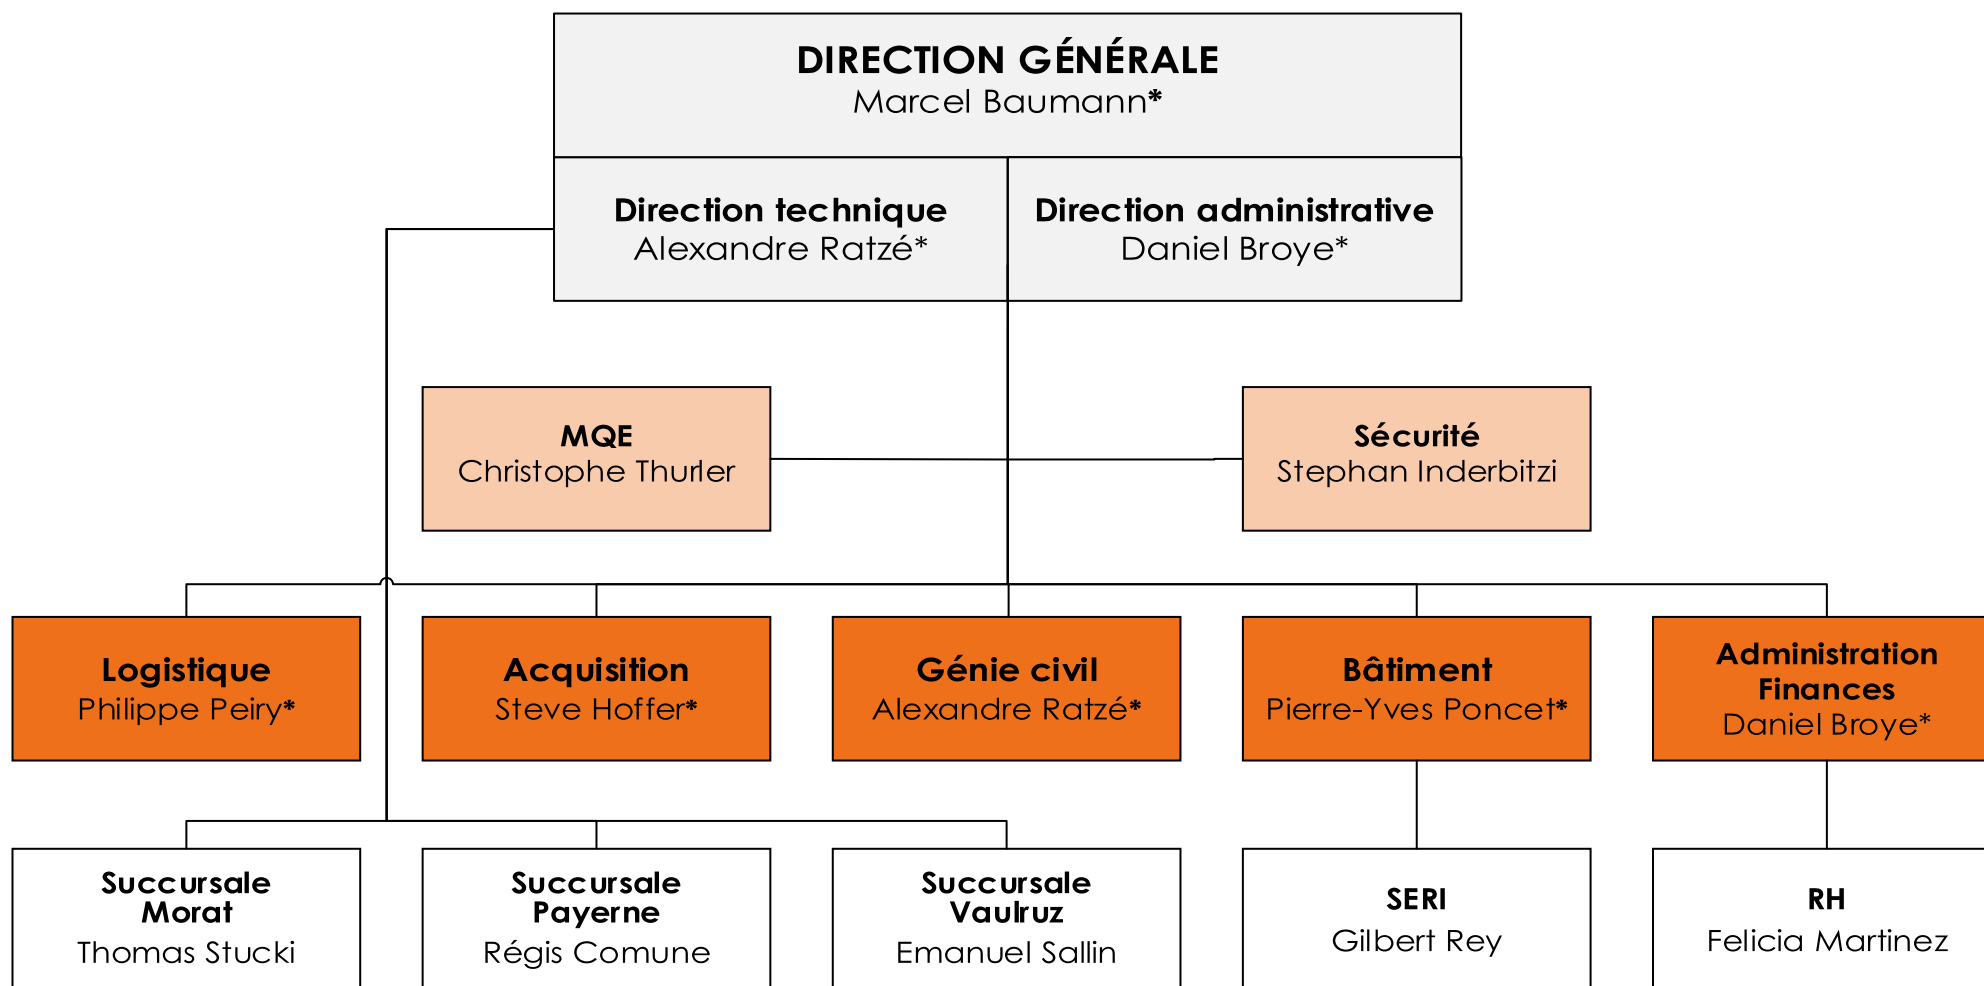 DIRECTION GÉNÉRALE
Marcel Baumann*
Direction technique
Alexandre Ratzé*
Direction administrative
Daniel Broye*
MQE
Christophe Thurler
Sécurité
Stephan Inderbitzi
Logistique
Philippe Peiry*
Acquisition
Steve Hoffer*
Génie civil
Alexandre Ratzé*
Bâtiment
Pierre-Yves Poncet*
Administration
Finances
Daniel Broye*
Succursale
Morat
Thomas Stucki
Succursale
Payerne
Régis Comune
Succursale
Vaulruz
Emanuel Sallin
SERI
Gilbert Rey
RH
Felicia Martinez